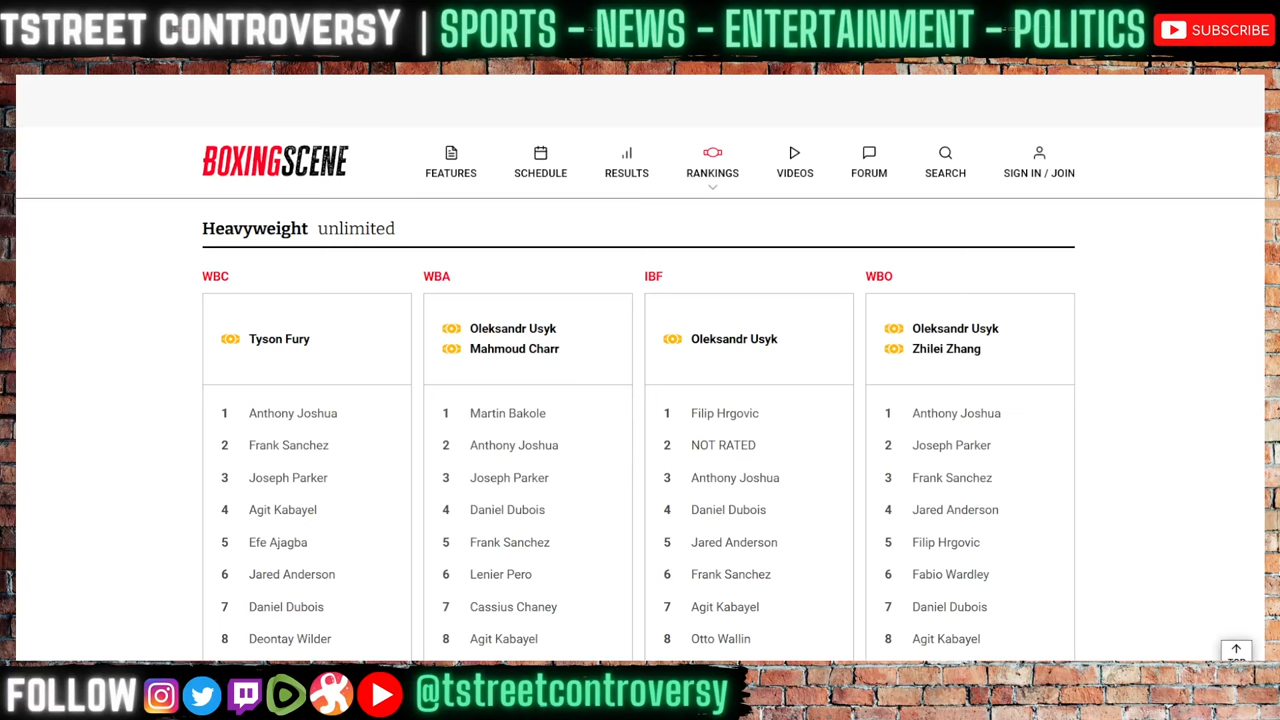 TSTREET CONTROVERSY | SPORTS - NEWS - ENTERTAINMENT - POLITICS SUBSCRIBE
BOXINGSCENE
FEATURES SCHEDULE RESULTS RANKINGS VIDEOS FORUM SEARCH SIGN IN / JOIN
Heavyweight unlimited
WBC
Tyson Fury
1 Anthony Joshua
2 Frank Sanchez
3 Joseph Parker
4 Agit Kabayel
5 Efe Ajagba
6 Jared Anderson
7 Daniel Dubois
8 Deontay Wilder
WBA
Oleksandr Usyk
Mahmoud Charr
1 Martin Bakole
2 Anthony Joshua
3 Joseph Parker
4 Daniel Dubois
5 Frank Sanchez
6 Lenier Pero
7 Cassius Chaney
8 Agit Kabayel
IBF
Oleksandr Usyk
1 Filip Hrgovic
2 NOT RATED
3 Anthony Joshua
4 Daniel Dubois
5 Jared Anderson
6 Frank Sanchez
7 Agit Kabayel
8 Otto Wallin
WBO
Oleksandr Usyk
Zhilei Zhang
1 Anthony Joshua
2 Joseph Parker
3 Frank Sanchez
4 Jared Anderson
5 Filip Hrgovic
6 Fabio Wardley
7 Daniel Dubois
8 Agit Kabayel
FOLLOW @tstreetcontroversy